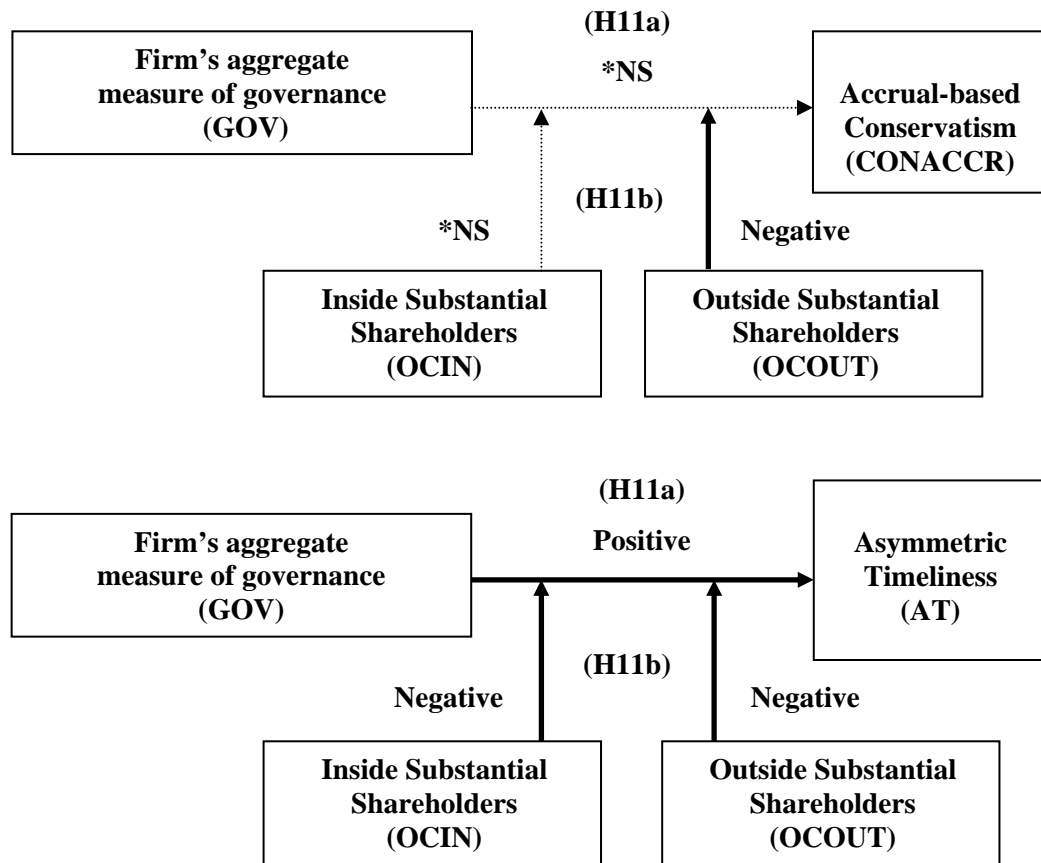 (H11a)
*NS
Firm’s aggregate
measure of governance
(GOV)
Accrual-based
Conservatism
(CONACCR)
(H11b)
*NS
Negative
Inside Substantial
Shareholders
(OCIN)
Outside Substantial
Shareholders
(OCOUT)
(H11a)
Positive
Firm’s aggregate
measure of governance
(GOV)
Asymmetric
Timeliness
(AT)
(H11b)
Negative
Negative
Inside Substantial
Shareholders
(OCIN)
Outside Substantial
Shareholders
(OCOUT)